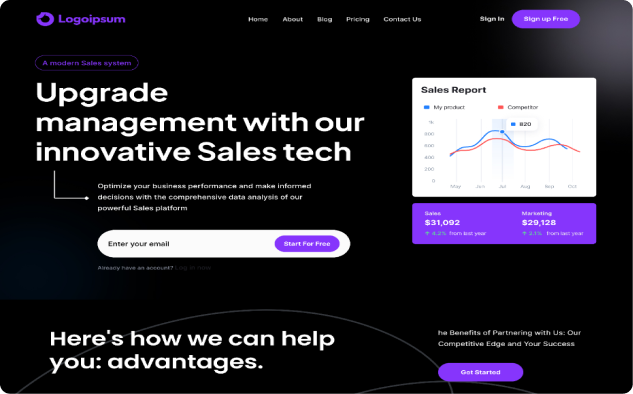 Logoipsum
Home
About
Blog
Pricing
Contact Us
Sign In
Sign up Free
A modern Sales system
Upgrade
management with our
innovative Sales tech
Optimize your business performance and make informed
decisions with the comprehensive data analysis of our
powerful Sales platform
Enter your email
Start For Free
Already have an account? Log in now
Sales Report
My product
Competitor
820
%
800
600
400
200
0
May
Jun
Jul
Aug
Sep
Oct
Sales
$31,092
4.2% from last year
Marketing
$29,128
2.1% from last year
Here's how we can help
you: advantages.
he Benefits of Partnering with Us: Our
Competitive Edge and Your Success
Get Started